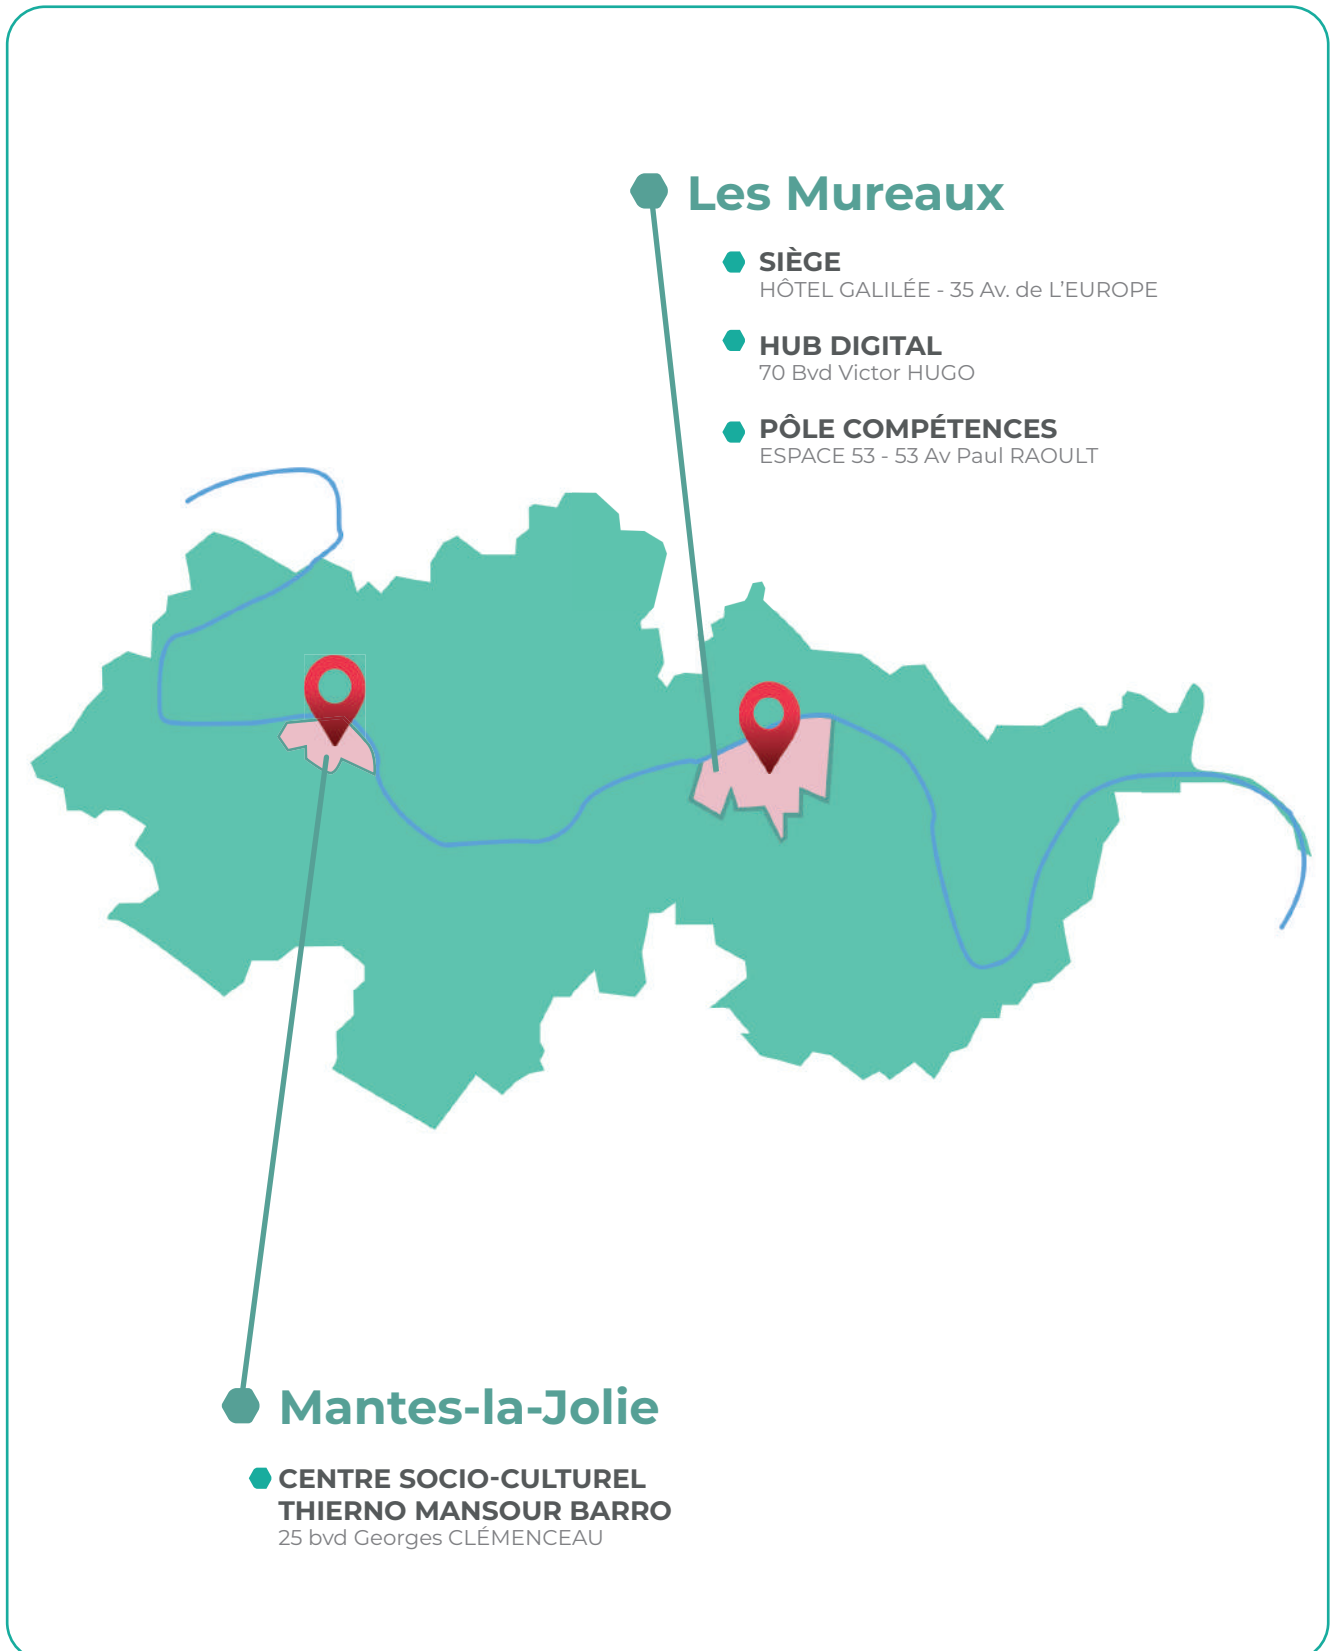 Les Mureaux
SIÈGE
HÔTEL GALILÉE - 35 Av. de L'EUROPE
HUB DIGITAL
70 Bvd Victor HUGO
PÔLE COMPÉTENCES
ESPACE 53 - 53 Av Paul RAOULT
Mantes-la-Jolie
CENTRE SOCIO-CULTUREL
THIERNO MANSOUR BARRO
25 bvd Georges CLÉMENCEAU